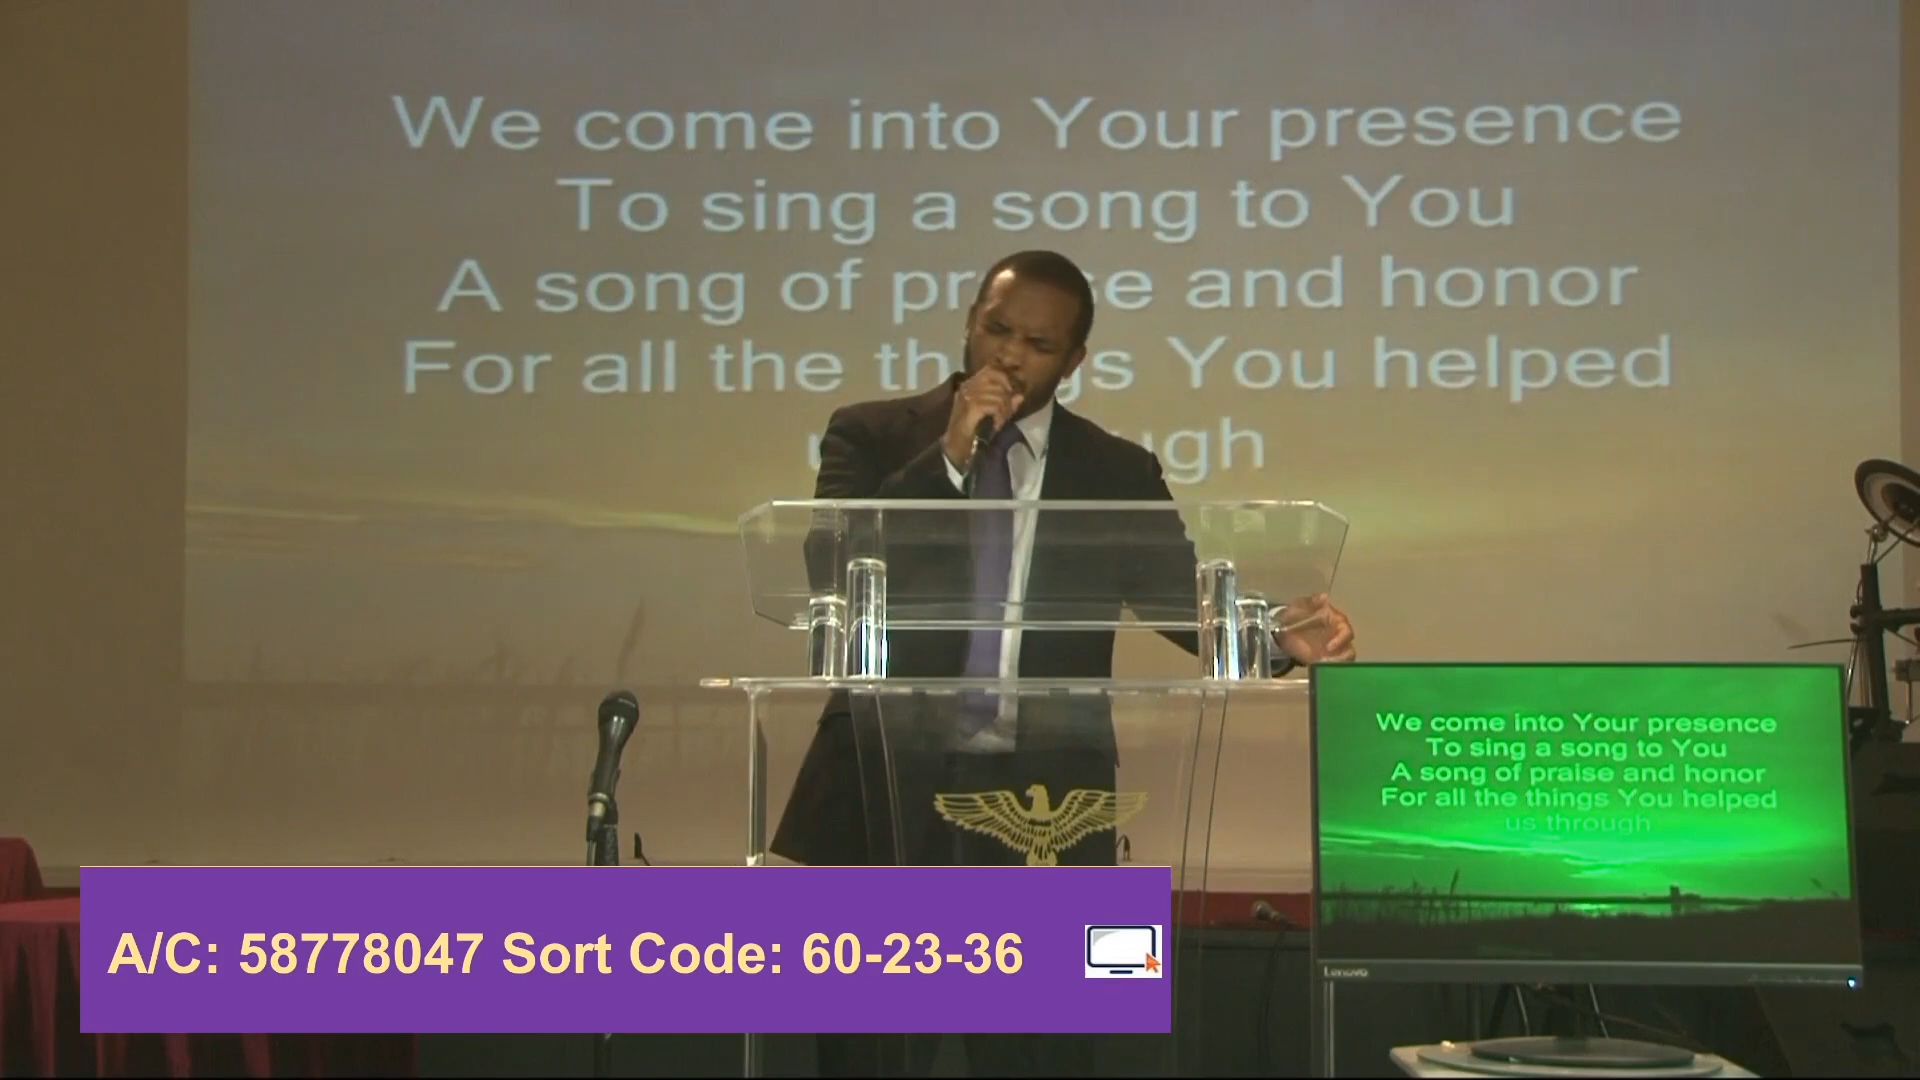 We come into Your presence
To sing a song to You
A song of praise and honor
For all the things You helped
us through
We come into Your presence
To sing a song to You
A song of praise and honor
For all the things You helped
us through
Lenovo
A/C: 58778047 Sort Code: 60-23-36